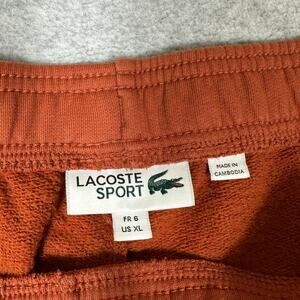 LACOSTE
SPORT
FR 6
US XL
MADE IN
CAMBODIA